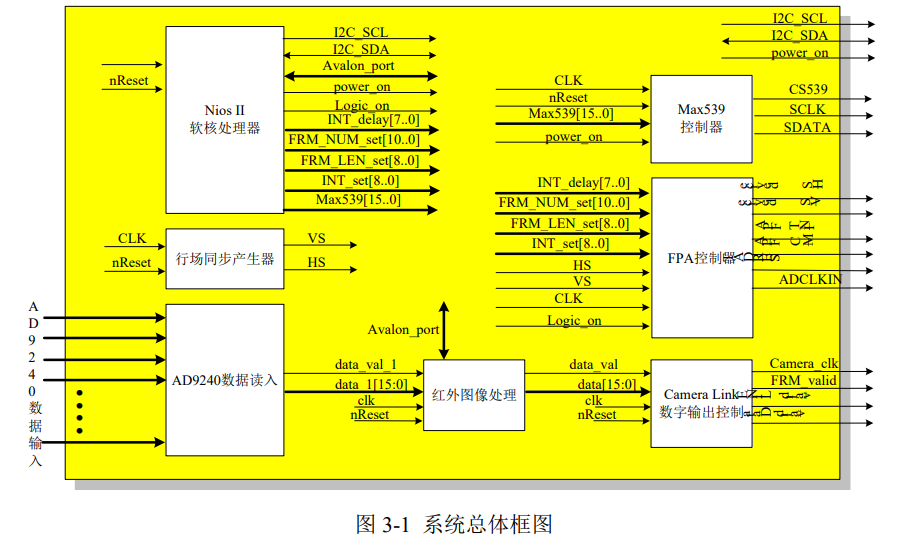 I2C_SCL
I2C_SDA
Avalon_port
power_on
Logic_on
INT_delay[7..0]
FRM_NUM_set[10..0]
FRM_LEN_set[8..0]
INT_set[8..0]
Max539[15..0]
nReset
Nios II
软核处理器
I2C_SCL
I2C_SDA
power_on
CLK
nReset
Max539[15..0]
power_on
Max539
控制器
CS539
SCLK
SDATA
INT_delay[7..0]
FRM_NUM_set[10..0]
FRM_LEN_set[8..0]
INT_set[8..0]
HS
VS
CLK
Logic_on
FPA控制器
ADCLKIN
CLK
nReset
行场同步产生器
VS
HS
AD9240数据输入
AD9240数据读入
data_val_1
data_1[15:0]
clk
nReset
Avalon_port
红外图像处理
data_val
data[15:0]
clk
nReset
Camera Link
数字输出控制
Camera_clk
FRM_valid
图 3-1 系统总体框图